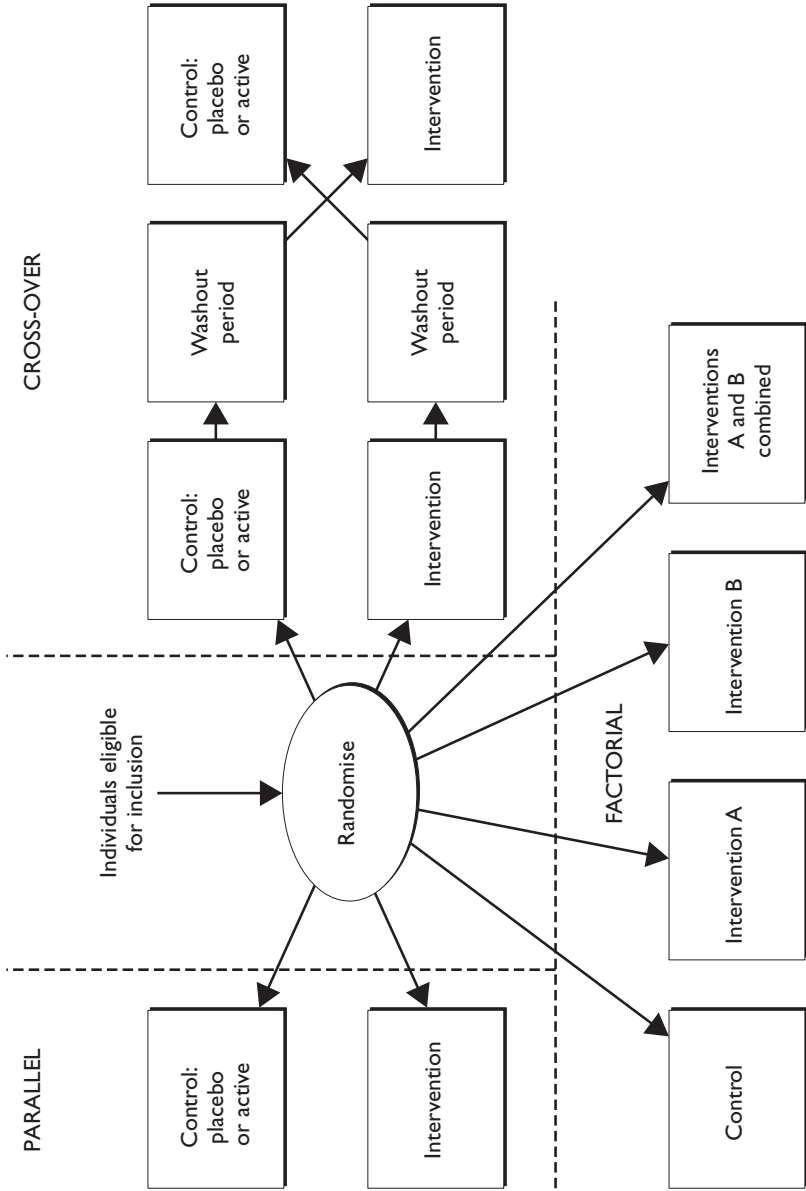 PARALLEL
Control:
placebo
or active
Intervention
Individuals eligible
for inclusion
Randomise
CROSS-OVER
Control:
placebo
or active
Washout
period
Control:
placebo
or active
Intervention
Washout
period
Intervention
FACTORIAL
Control
Intervention A
Intervention B
Interventions
A and B
combined